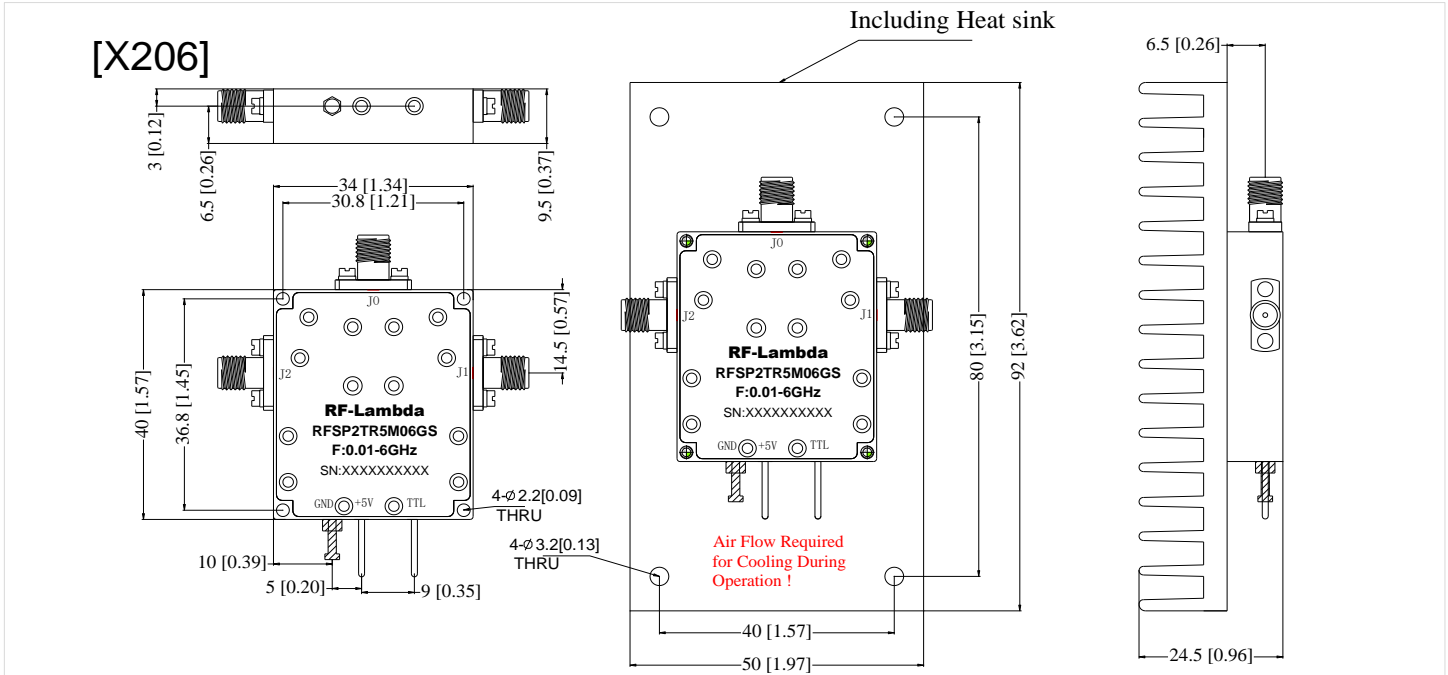 [X206]
Including Heat sink
3 [0.12]
6.5 [0.26]
9.5 [0.37]
34 [1.34]
30.8 [1.21]
40 [1.57]
36.8 [1.45]
14.5 [0.57]
J0
J2
J1
RF-Lambda
RFSP2TR5M06GS
F:0.01-6GHz
SN:XXXXXXXXXX
GND +5V TTL
4-Ø2.2[0.09]
THRU
10 [0.39]
5 [0.20]
9 [0.35]
J0
J2
J1
RF-Lambda
RFSP2TR5M06GS
F:0.01-6GHz
SN:XXXXXXXXXX
GND +5V TTL
4-Ø3.2[0.13]
THRU
Air Flow Required
for Cooling During
Operation !
80 [3.15]
92 [3.62]
40 [1.57]
50 [1.97]
6.5 [0.26]
24.5 [0.96]